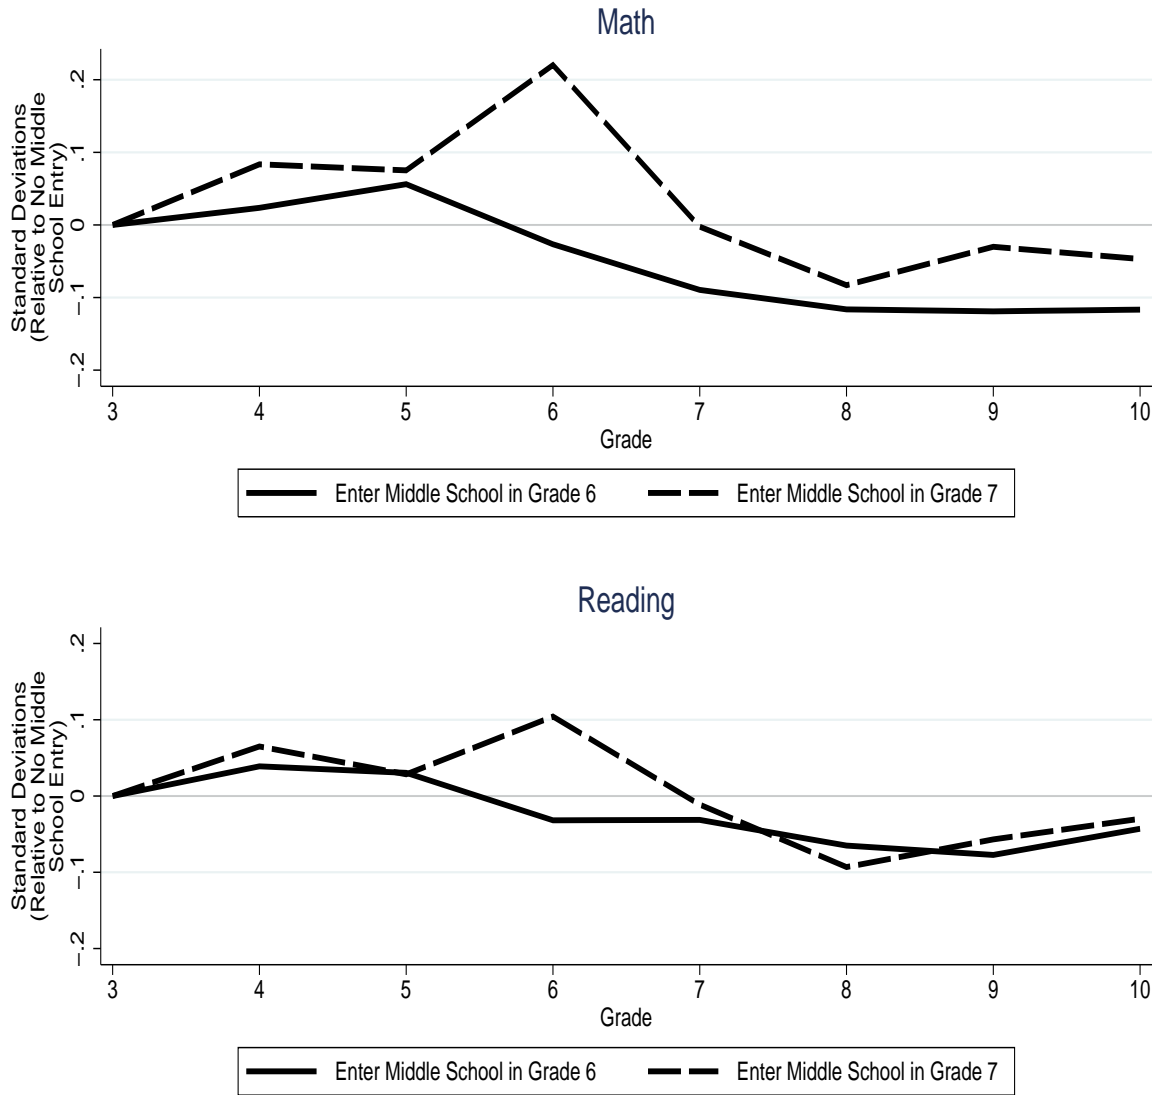 Math
Standard Deviations
(Relative to No Middle
School Entry)
.2
.1
0
−.1
−.2
3 4 5 6 7 8 9 10
Grade
Enter Middle School in Grade 6 Enter Middle School in Grade 7
Reading
Standard Deviations
(Relative to No Middle
School Entry)
.2
.1
0
−.1
−.2
3 4 5 6 7 8 9 10
Grade
Enter Middle School in Grade 6 Enter Middle School in Grade 7